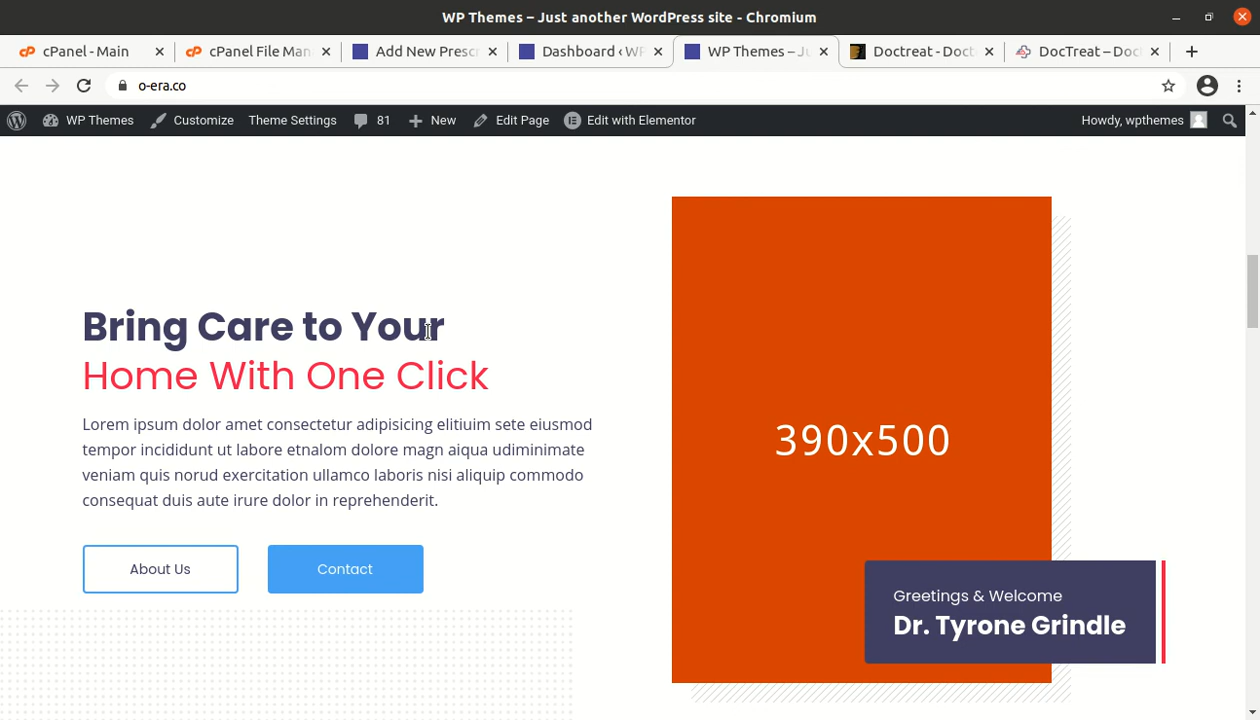 WP Themes – Just another WordPress site - Chromium
cPanel - Main
cPanel File Man
Add New Prescr
Dashboard ‹ WP
WP Themes – Ju
Doctreat - Doct
DocTreat – Doc
o-era.co
WP Themes
Customize
Theme Settings
81
New
Edit Page
Edit with Elementor
Howdy, wpthemes
Bring Care to Your
Home With One Click
Lorem ipsum dolor amet consectetur adipisicing elitiuim sete eiusmod
tempor incididunt ut labore etnalom dolore magn aiqua udiminimate
veniam quis norud exercitation ullamco laboris nisi aliquip commodo
consequat duis aute irure dolor in reprehenderit.
About Us
Contact
390x500
Greetings & Welcome
Dr. Tyrone Grindle